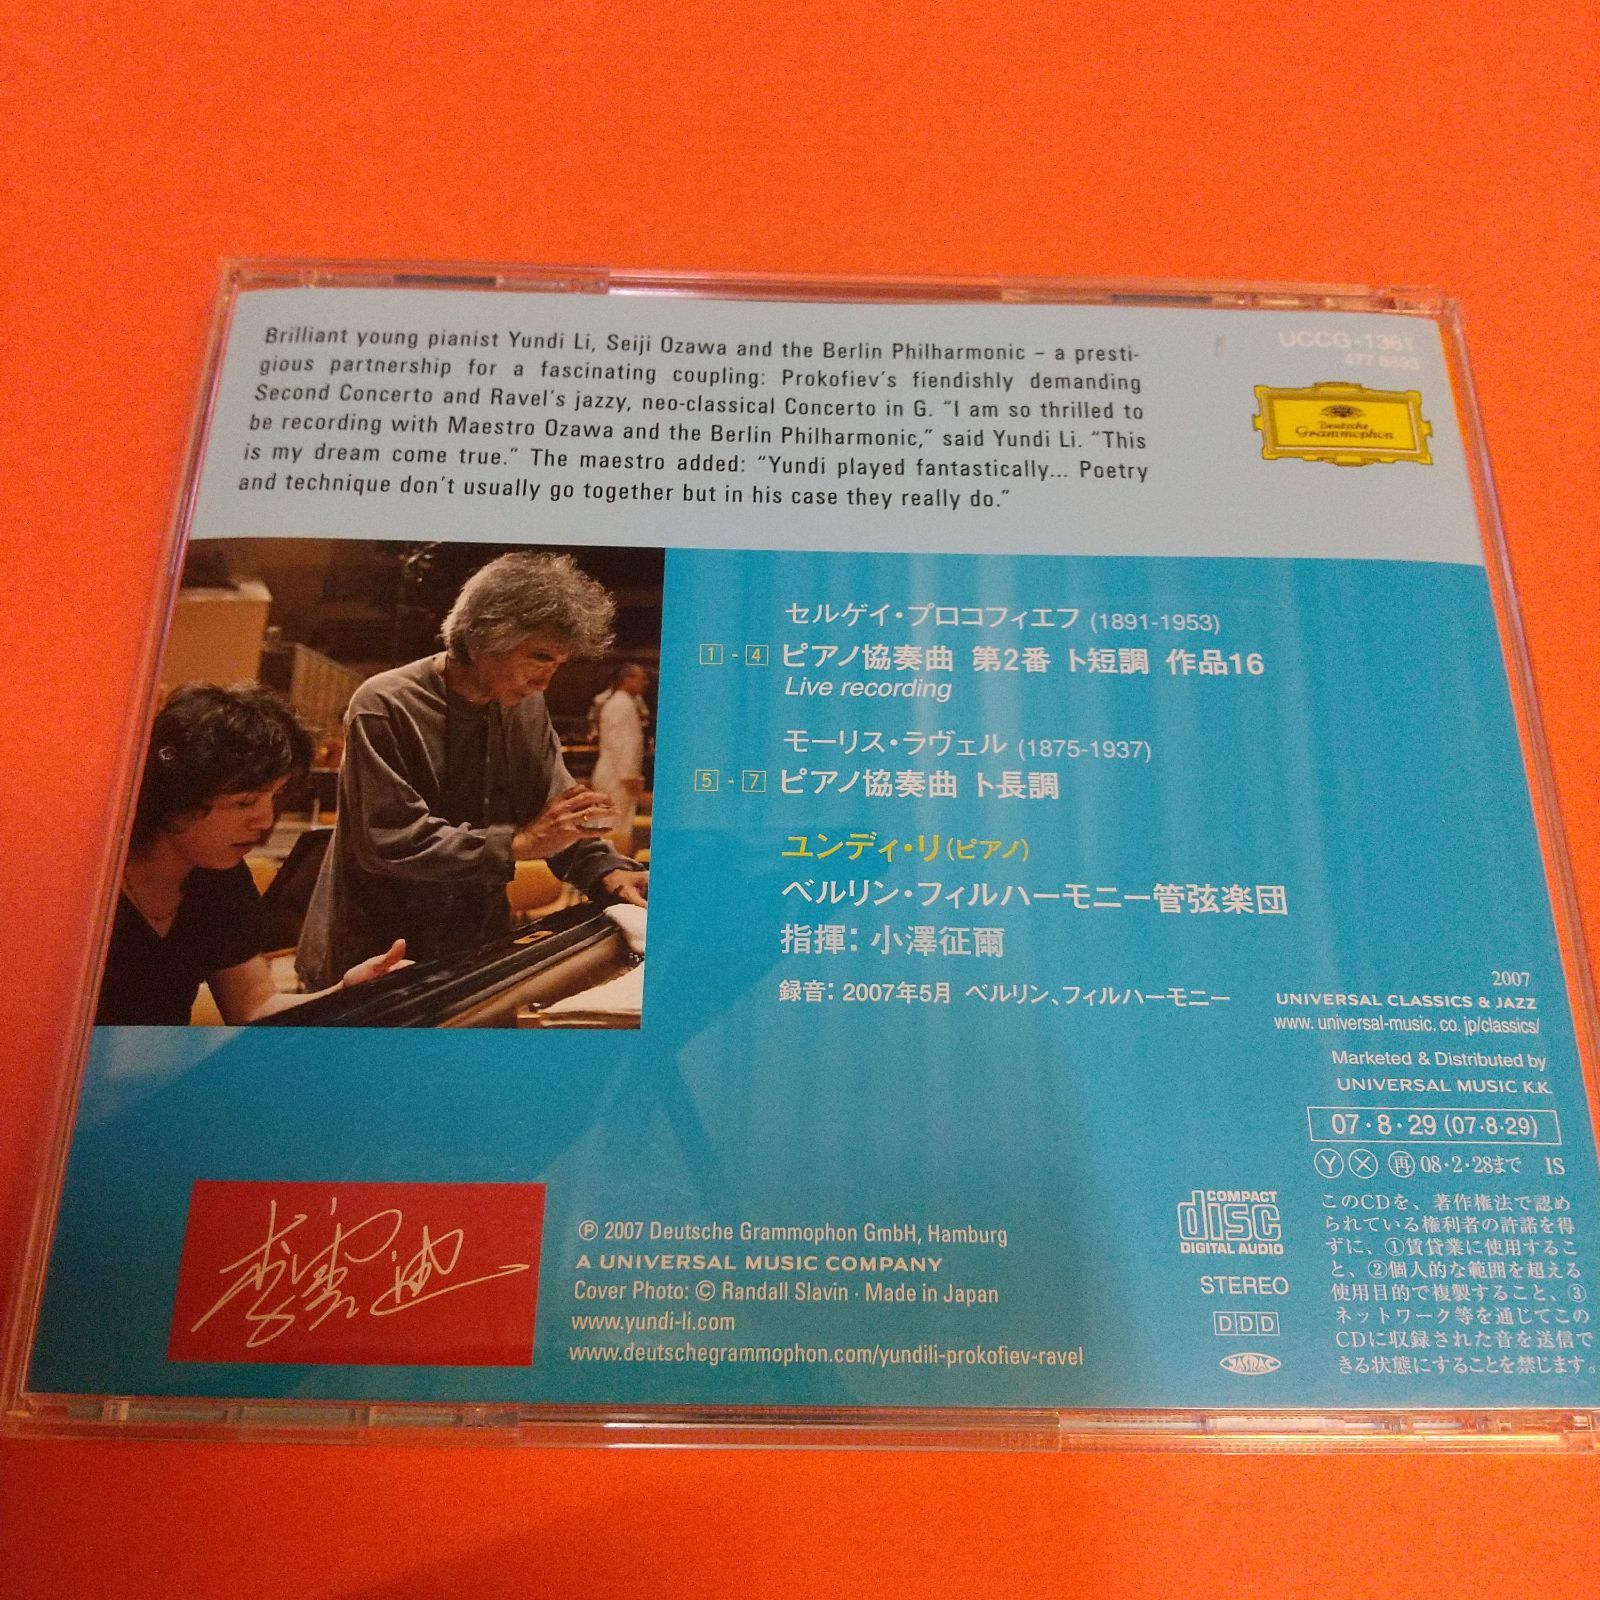 Brilliant young pianist Yundi Li, Seiji Ozawa and the Berlin Philharmonic – a presti-
gious partnership for a fascinating coupling: Prokofiev's fiendishly demanding
Second Concerto and Ravel's jazzy, neo-classical Concerto in G. "I am so thrilled to
be recording with Maestro Ozawa and the Berlin Philharmonic," said Yundi Li. "This
is my dream come true." The maestro added: "Yundi played fantastically... Poetry
and technique don't usually go together but in his case they really do."
UCCG-1361
477 6593
Deutsche
Grammophon
セルゲイ・プロコフィエフ (1891-1953)
1 - 4 ピアノ協奏曲 第2番 ト短調 作品16
Live recording
モーリス・ラヴェル (1875-1937)
5 - 7 ピアノ協奏曲 ト長調
ユンディ・リ(ピアノ)
ベルリン・フィルハーモニー管弦楽団
指揮: 小澤征爾
録音: 2007年5月 ベルリン、フィルハーモニー
2007
UNIVERSAL CLASSICS & JAZZ
www. universal-music. co. jp/classics/
Marketed & Distributed by
UNIVERSAL MUSIC K.K.
07・8・29 (07・8・29)
Ⓨ Ⓧ 再 08・2・28まで IS
李雲迪
Ⓟ 2007 Deutsche Grammophon GmbH, Hamburg
A UNIVERSAL MUSIC COMPANY
Cover Photo: © Randall Slavin · Made in Japan
www.yundi-li.com
www.deutschegrammophon.com/yundili-prokofiev-ravel
COMPACT
disc
DIGITAL AUDIO
STEREO
DDD
JASRAC
このCDを、著作権法で認め
られている権利者の許諾を得
ずに、①賃貸業に使用するこ
と、②個人的な範囲を超える
使用目的で複製すること、③
ネットワーク等を通じてこの
CDに収録された音を送信で
きる状態にすることを禁じます。